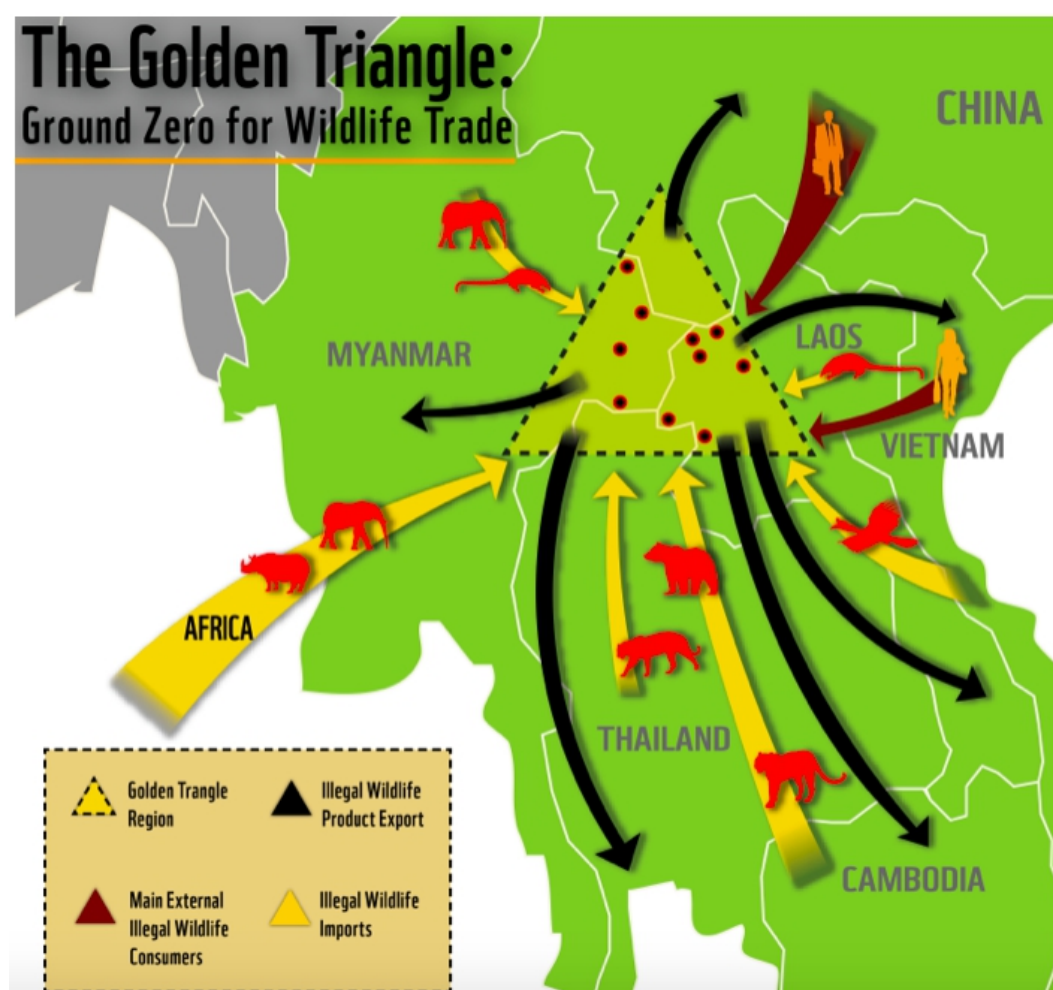 The Golden Triangle:
Ground Zero for Wildlife Trade
CHINA
MYANMAR
LAOS
VIETNAM
AFRICA
THAILAND
CAMBODIA
Golden Trangle
Region
Illegal Wildlife
Product Export
Main External
Illegal Wildlife
Consumers
Illegal Wildlife
Imports